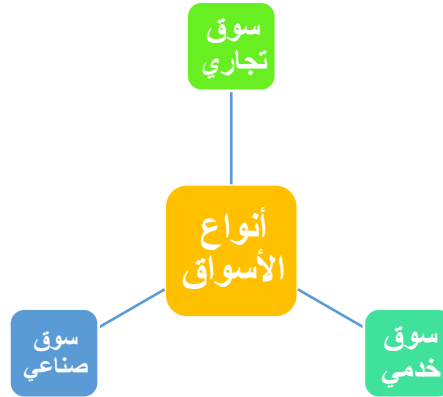 سوق
تجاري
أنواع
الأسواق
سوق
خدمي
سوق
صناعي